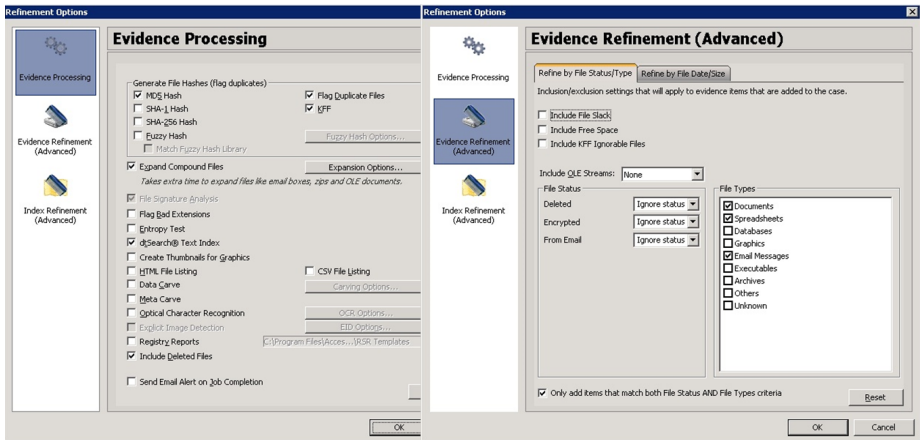 Refinement Options
Evidence Processing
Evidence Refinement
(Advanced)
Index Refinement
(Advanced)
Evidence Processing
Generate File Hashes (flag duplicates)
MD5 Hash
Flag Duplicate Files
SHA-1 Hash
KFF
SHA-256 Hash
Fuzzy Hash
Fuzzy Hash Options...
Match Fuzzy Hash Library
Expand Compound Files
Expansion Options...
Takes extra time to expand files like email boxes, zips and OLE documents.
File Signature Analysis
Flag Bad Extensions
Entropy Test
dtSearch® Text Index
Create Thumbnails for Graphics
HTML File Listing
CSV File Listing
Data Carve
Carving Options...
Meta Carve
Optical Character Recognition
OCR Options...
Explicit Image Detection
EID Options...
Registry Reports
C:\Program Files\Acces...\RSR Templates
Include Deleted Files
Send Email Alert on Job Completion
OK
Refinement Options
Evidence Processing
Evidence Refinement
(Advanced)
Index Refinement
(Advanced)
Evidence Refinement (Advanced)
Refine by File Status/Type
Refine by File Date/Size
Inclusion/exclusion settings that will apply to evidence items that are added to the case.
Include File Slack
Include Free Space
Include KFF Ignorable Files
Include OLE Streams: None
File Status
Deleted Ignore status
Encrypted Ignore status
From Email Ignore status
File Types
Documents
Spreadsheets
Databases
Graphics
Email Messages
Executables
Archives
Others
Unknown
Only add items that match both File Status AND File Types criteria
Reset
OK
Cancel